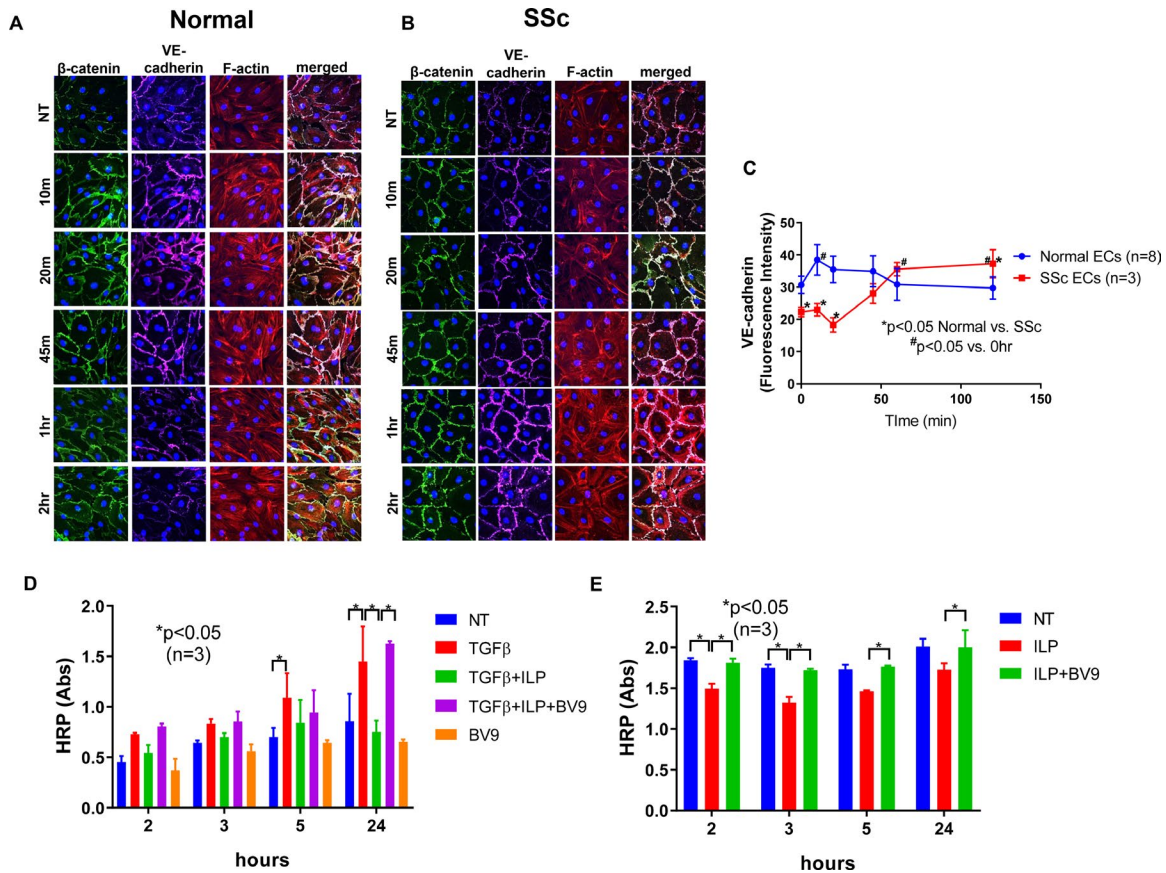 A
Normal
β-catenin
VE-
cadherin
F-actin
merged
NT
10m
20m
45m
1hr
2hr
B
SSc
β-catenin
VE-
cadherin
F-actin
merged
NT
10m
20m
45m
1hr
2hr
C
VE-cadherin
(Fluorescence Intensity)
50
40
30
20
10
0
0
50
100
150
TIme (min)
#
#
#
*
*
*
*
Normal ECs (n=8)
SSc ECs (n=3)
*p<0.05 Normal vs. SSc
#p<0.05 vs. 0hr
D
HRP (Abs)
2.0
1.5
1.0
0.5
0.0
*p<0.05
(n=3)
*
* * *
2
3
5
24
hours
NT
TGFβ
TGFβ+ILP
TGFβ+ILP+BV9
BV9
E
HRP (Abs)
2.5
2.0
1.5
1.0
0.5
0.0
*p<0.05
(n=3)
* *
* *
*
*
2
3
5
24
hours
NT
ILP
ILP+BV9